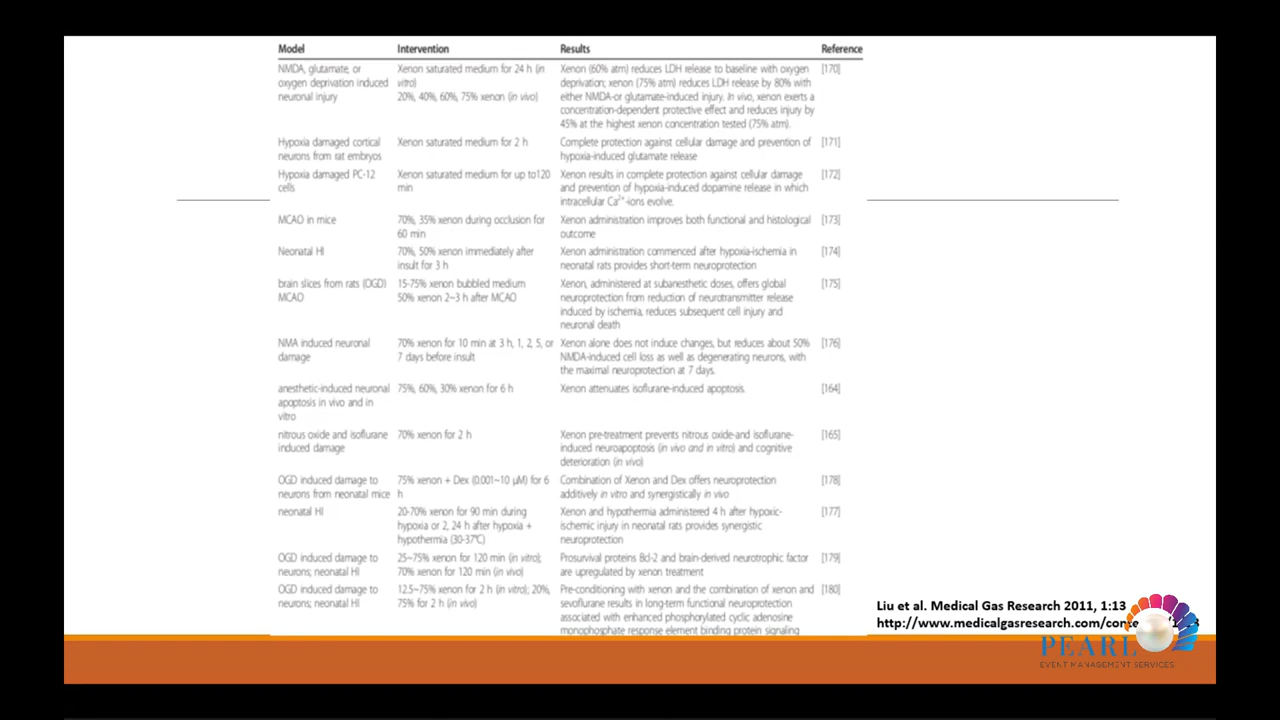 Model Intervention Results Reference
NMDA, glutamate, or Xenon saturated medium for 24 h (in Xenon (60% atm) reduces LDH release to baseline with oxygen [170]
oxygen deprivation induced vitro) deprivation; xenon (75% atm) reduces LDH release by 80% with
neuronal injury 20%, 40%, 60%, 75% xenon (in vivo) either NMDA-or glutamate-induced injury. In vivo, xenon exerts a
concentration-dependent protective effect and reduces injury by
45% at the highest xenon concentration tested (75% atm).
Hypoxia damaged cortical Xenon saturated medium for 2 h Complete protection against cellular damage and prevention of [171]
neurons from rat embryos hypoxia-induced glutamate release
Hypoxia damaged PC-12 Xenon saturated medium for up to120 Xenon results in complete protection against cellular damage [172]
cells min and prevention of hypoxia-induced dopamine release in which
intracellular Ca2+-ions evolve.
MCAO in mice 70%, 35% xenon during occlusion for Xenon administration improves both functional and histological [173]
60 min outcome
Neonatal HI 70%, 50% xenon immediately after Xenon administration commenced after hypoxia-ischemia in [174]
insult for 3 h neonatal rats provides short-term neuroprotection
brain slices from rats (OGD) 15-75% xenon bubbled medium Xenon, administered at subanesthetic doses, offers global [175]
MCAO 50% xenon 2~3 h after MCAO neuroprotection from reduction of neurotransmitter release
induced by ischemia, reduces subsequent cell injury and
neuronal death
NMA induced neuronal 70% xenon for 10 min at 3 h, 1, 2, 5, or Xenon alone does not induce changes, but reduces about 50% [176]
damage 7 days before insult NMDA-induced cell loss as well as degenerating neurons, with
the maximal neuroprotection at 7 days.
anesthetic-induced neuronal 75%, 60%, 30% xenon for 6 h Xenon attenuates isoflurane-induced apoptosis. [164]
apoptosis in vivo and in
vitro
nitrous oxide and isoflurane 70% xenon for 2 h Xenon pre-treatment prevents nitrous oxide-and isoflurane- [165]
induced damage induced neuroapoptosis (in vivo and in vitro) and cognitive
deterioration (in vivo)
OGD induced damage to 75% xenon + Dex (0.001~10 μM) for 6 Combination of Xenon and Dex offers neuroprotection [178]
neurons from neonatal mice h additively in vitro and synergistically in vivo
neonatal HI 20-70% xenon for 90 min during Xenon and hypothermia administered 4 h after hypoxic- [177]
hypoxia or 2, 24 h after hypoxia + ischemic injury in neonatal rats provides synergistic
hypothermia (30-37°C) neuroprotection
OGD induced damage to 25~75% xenon for 120 min (in vitro); Prosurvival proteins Bcl-2 and brain-derived neurotrophic factor [179]
neurons; neonatal HI 70% xenon for 120 min (in vivo) are upregulated by xenon treatment
OGD induced damage to 12.5~75% xenon for 2 h (in vitro); 20%, Pre-conditioning with xenon and the combination of xenon and [180]
neurons; neonatal HI 75% for 2 h (in vivo) sevoflurane results in long-term functional neuroprotection
associated with enhanced phosphorylated cyclic adenosine
monophosphate response element binding protein signaling
Liu et al. Medical Gas Research 2011, 1:13
PEARL
EVENT MANAGEMENT SERVICES